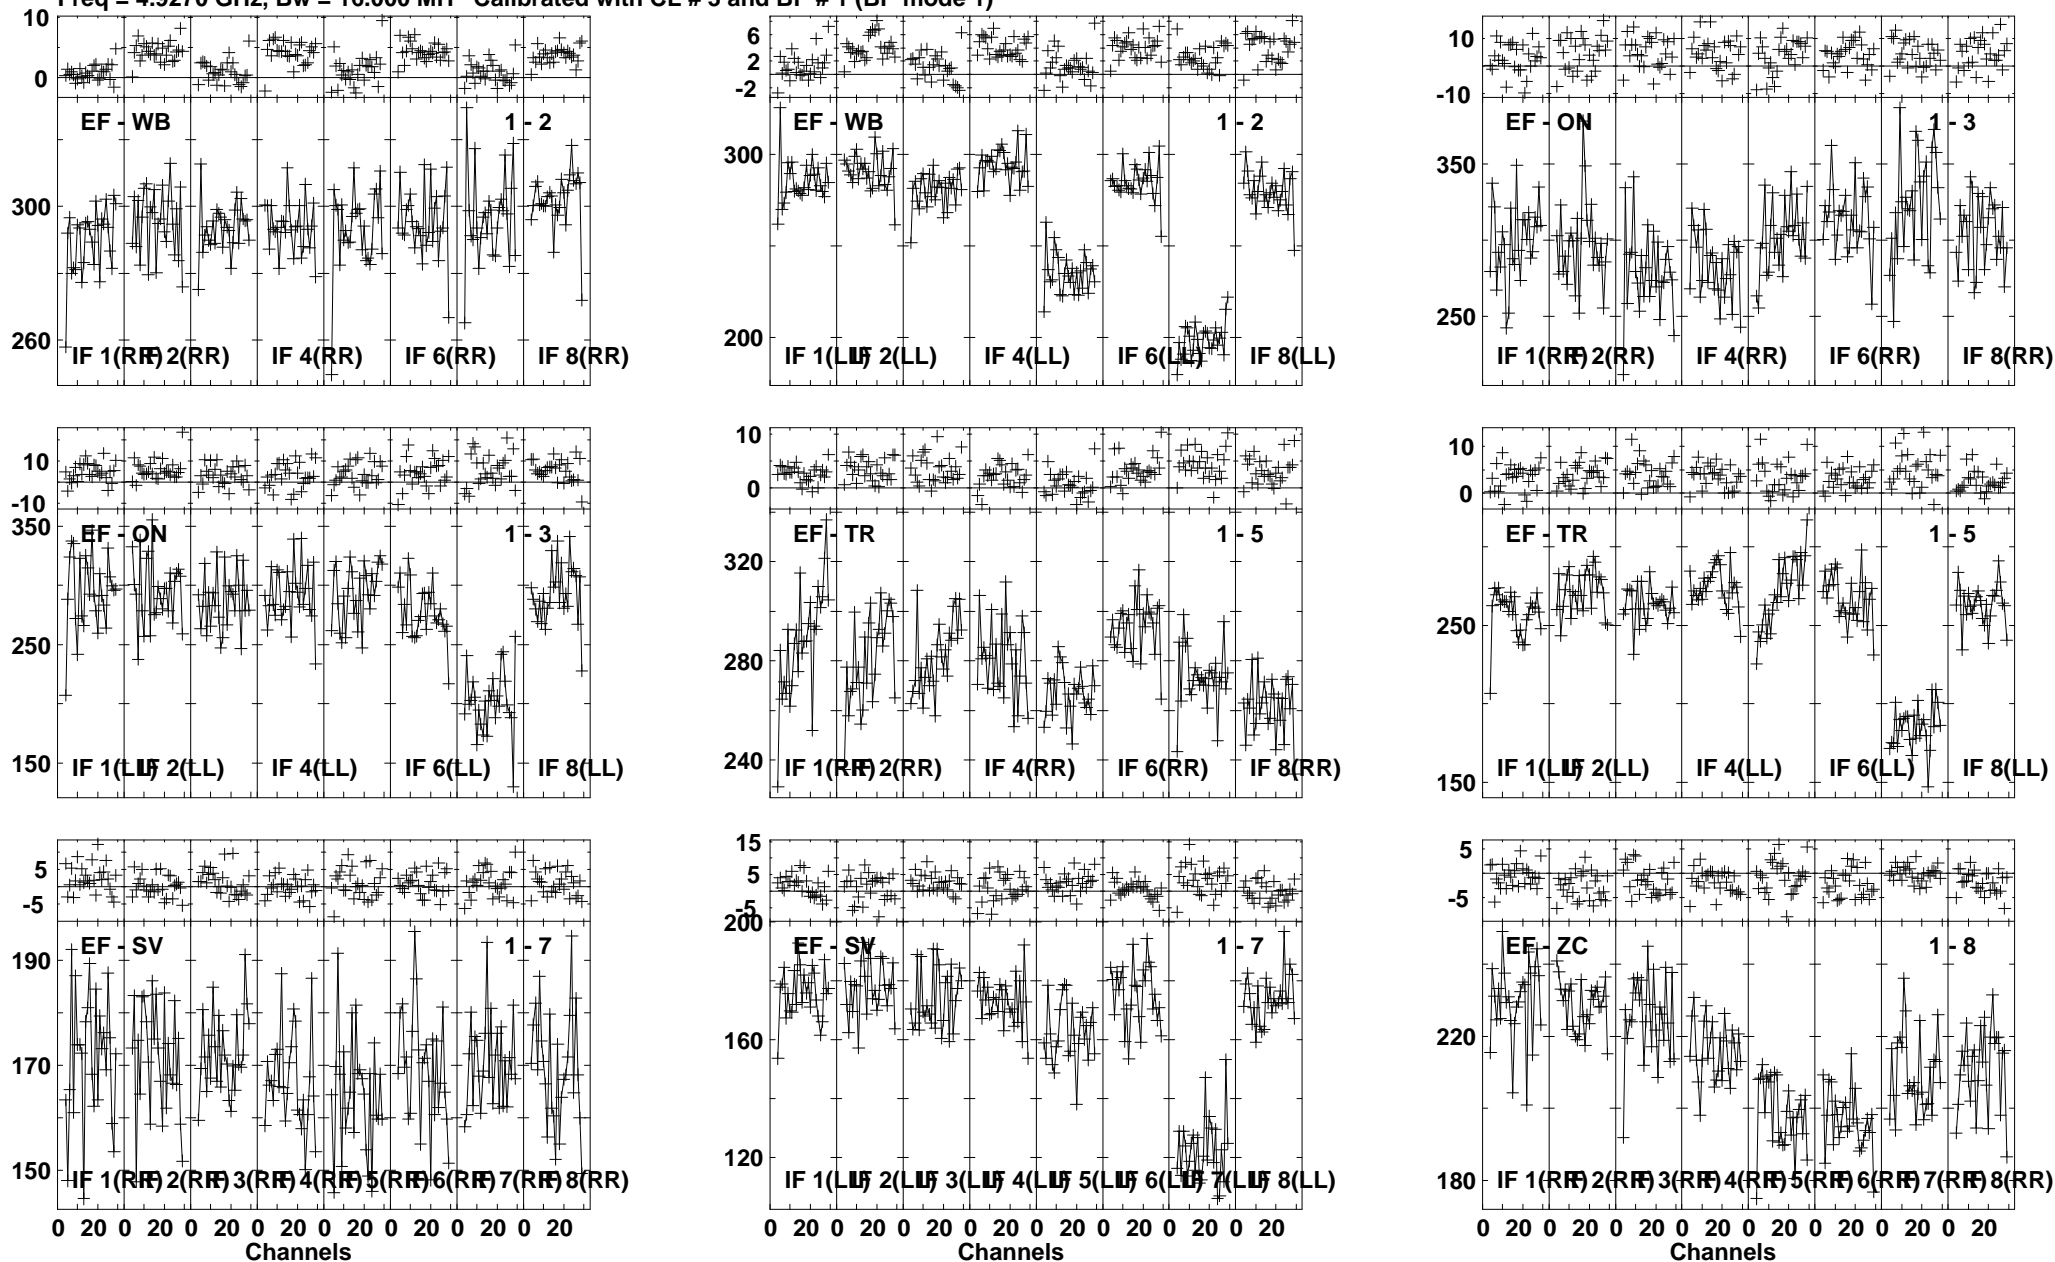 Freq = 4.9270 GHz, Bw = 16.000 MH Calibrated with CL # 3 and BP # 1 (BP mode 1)
10
0
EF - WB 1 - 2
300
260
IF 1(RR) IF 2(RR) IF 4(RR) IF 6(RR) IF 8(RR)
6
2
-2
EF - WB 1 - 2
300
200
IF 1(LL) IF 2(LL) IF 4(LL) IF 6(LL) IF 8(LL)
10
-10
EF - ON 1 - 3
350
250
IF 1(RR) IF 2(RR) IF 4(RR) IF 6(RR) IF 8(RR)
10
-10
350
EF - ON 1 - 3
250
150
IF 1(LL) IF 2(LL) IF 4(LL) IF 6(LL) IF 8(LL)
10
0
EF - TR 1 - 5
320
280
240
IF 1(RR) IF 2(RR) IF 4(RR) IF 6(RR) IF 8(RR)
10
0
EF - TR 1 - 5
250
150
IF 1(LL) IF 2(LL) IF 4(LL) IF 6(LL) IF 8(LL)
5
-5
EF - SV 1 - 7
190
170
150
IF 1(RR) IF 2(RR) IF 3(RR) IF 4(RR) IF 5(RR) IF 6(RR) IF 7(RR) IF 8(RR)
0 20 0 20 0 20 0 20 0 20 0 20 0 20 0 20
Channels
15
5
-5
200
EF - SV 1 - 7
160
120
IF 1(LL) IF 2(LL) IF 3(LL) IF 4(LL) IF 5(LL) IF 6(LL) IF 7(LL) IF 8(LL)
0 20 0 20 0 20 0 20 0 20 0 20 0 20 0 20
Channels
5
-5
EF - ZC 1 - 8
220
180
IF 1(RR) IF 2(RR) IF 3(RR) IF 4(RR) IF 5(RR) IF 6(RR) IF 7(RR) IF 8(RR)
0 20 0 20 0 20 0 20 0 20 0 20 0 20 0 20
Channels